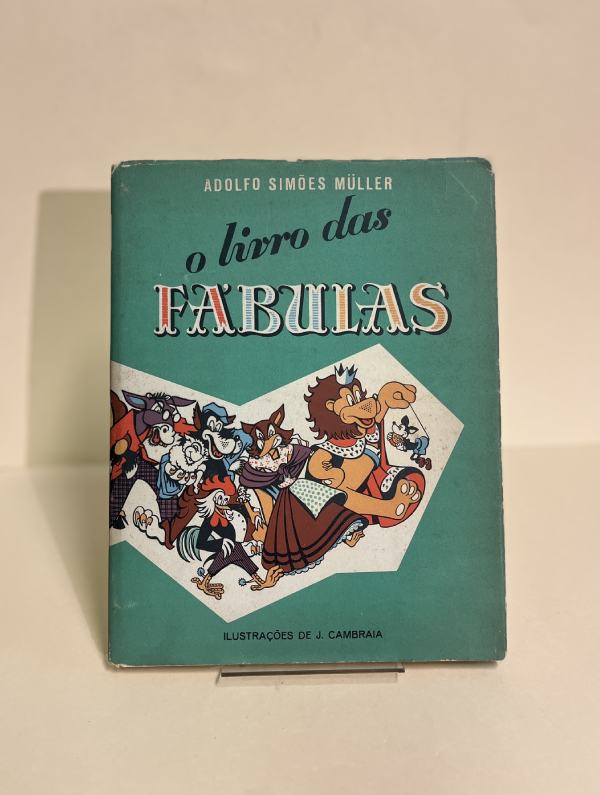 ADOLFO SIMÕES MÜLLER
o livro das
FÁBULAS
ILUSTRAÇÕES DE J. CAMBRAIA